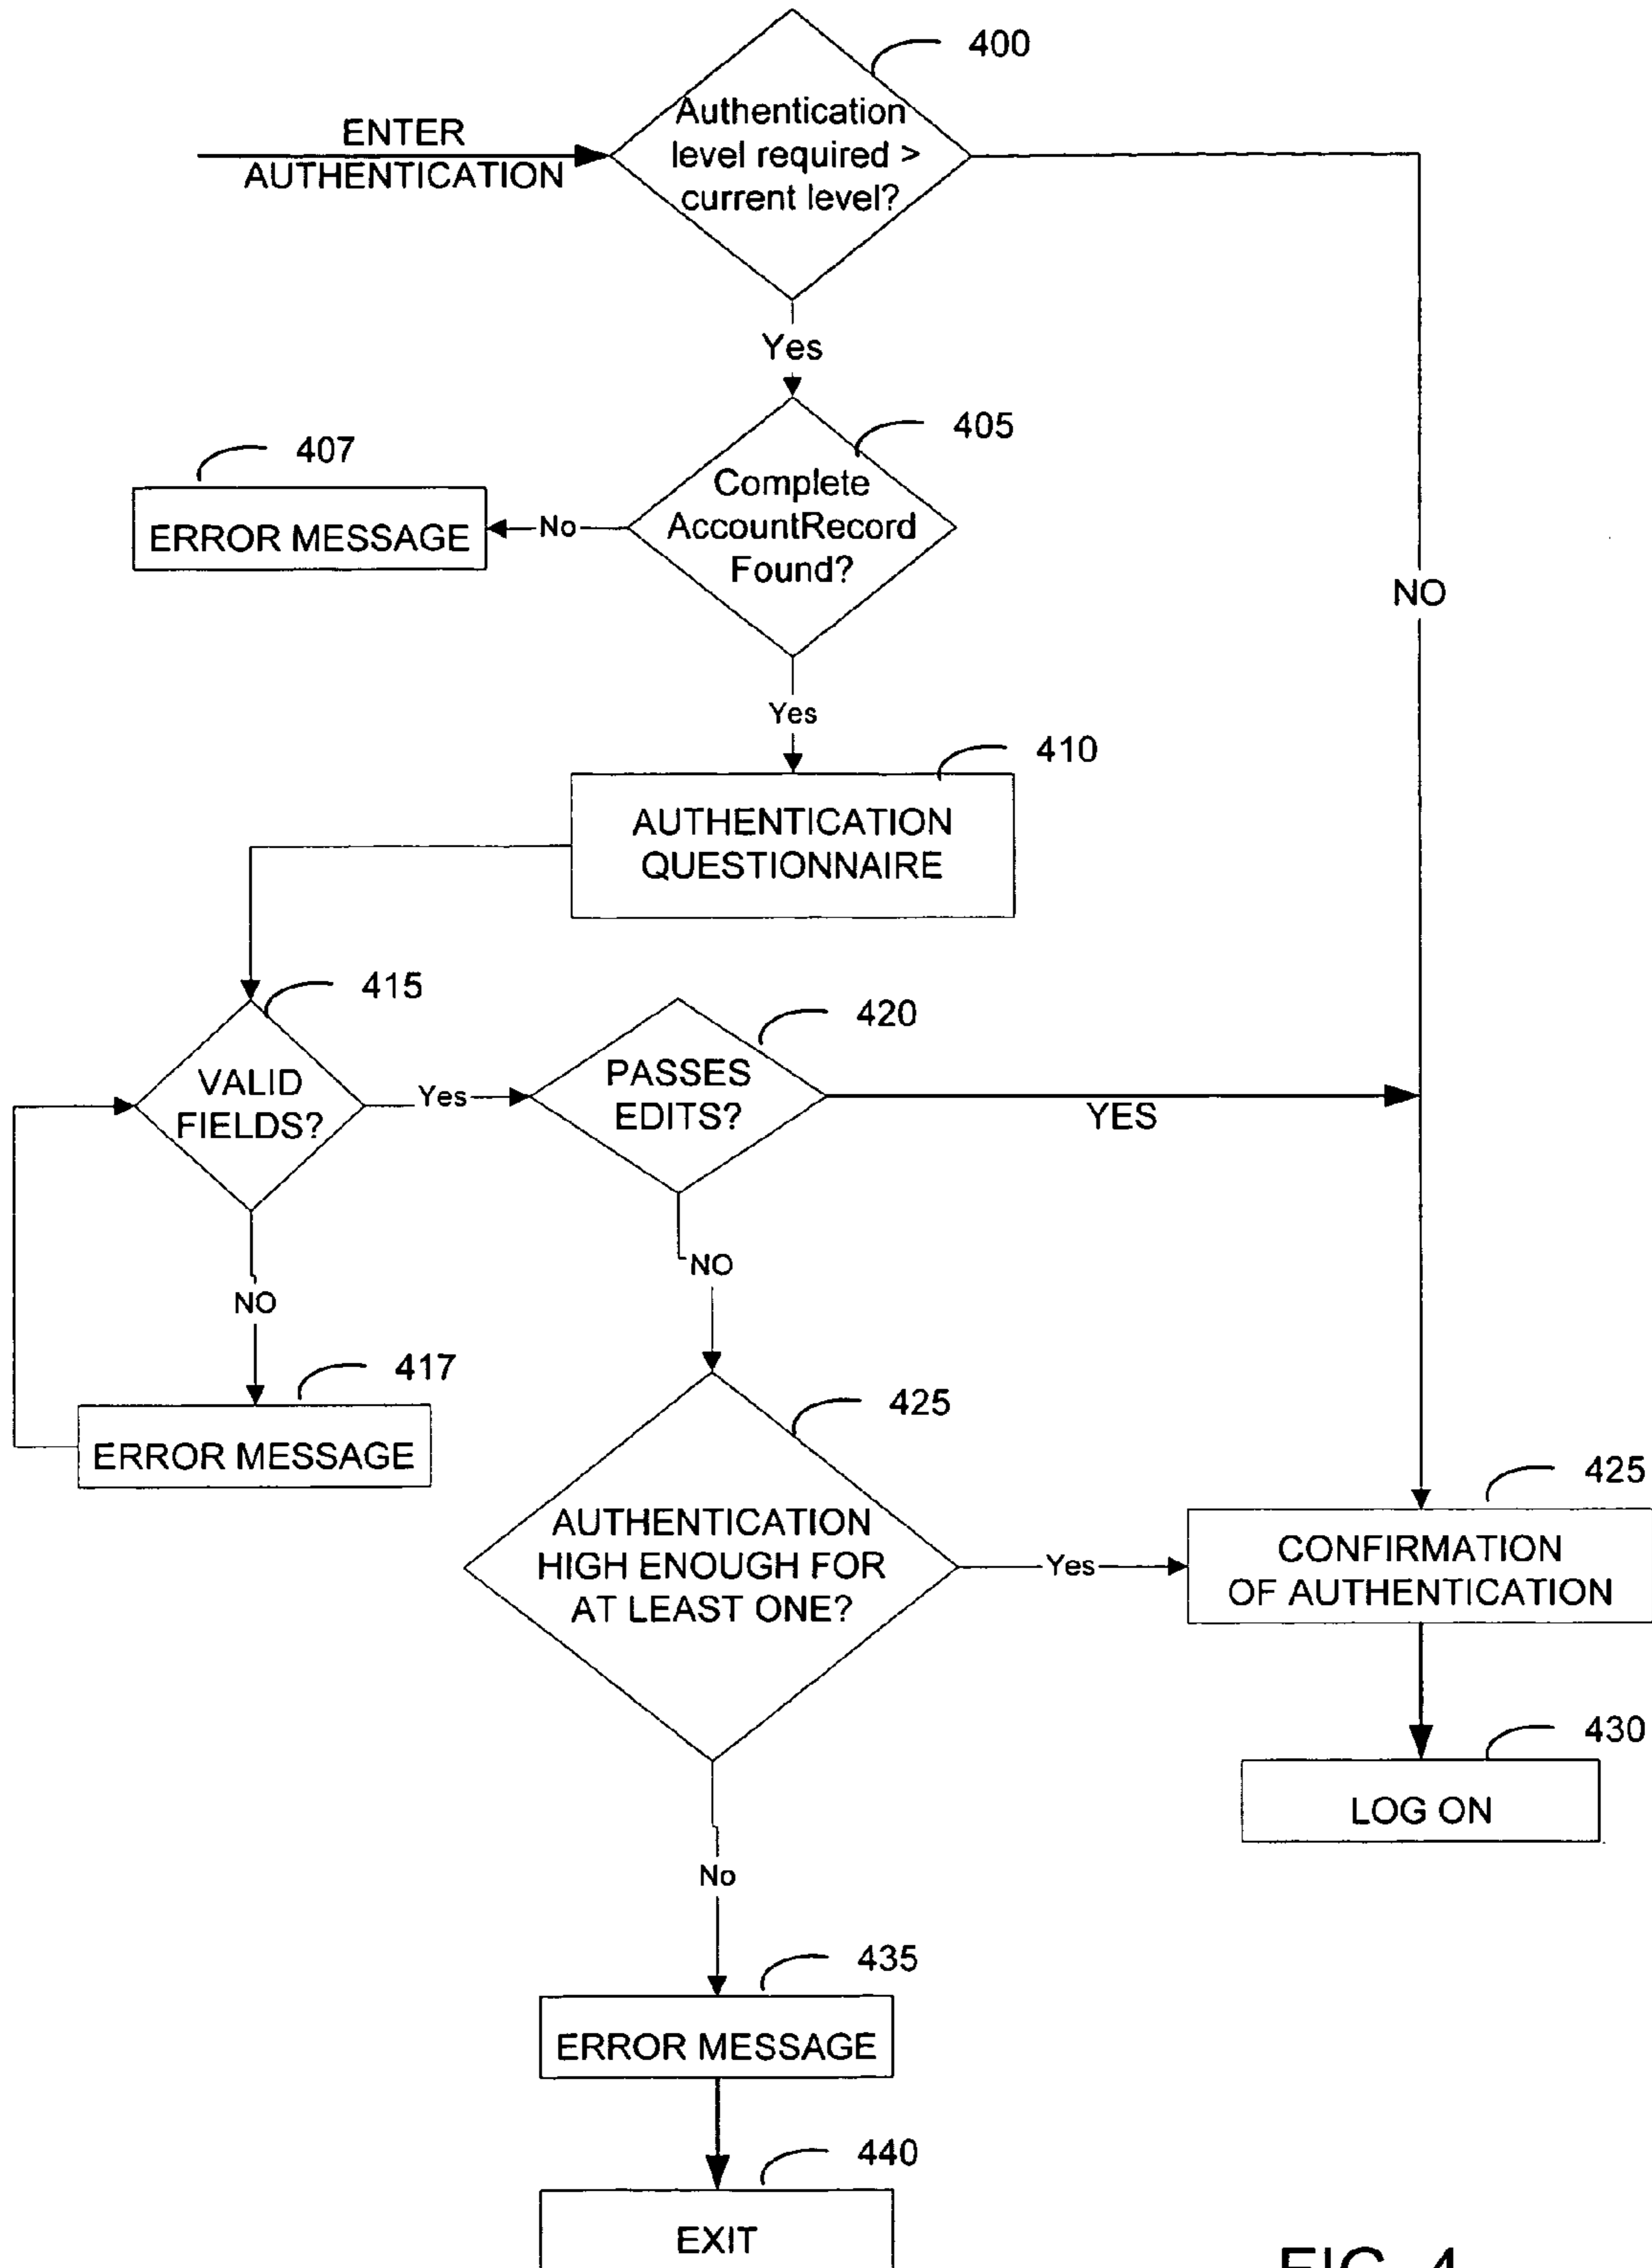 400
Authentication
level required >
current level?
ENTER
AUTHENTICATION
Yes
405
407
Complete
AccountRecord
Found?
No
ERROR MESSAGE
NO
Yes
410
AUTHENTICATION
QUESTIONNAIRE
415
420
VALID
FIELDS?
Yes
PASSES
EDITS?
YES
NO
NO
417
ERROR MESSAGE
425
AUTHENTICATION
HIGH ENOUGH FOR
AT LEAST ONE?
Yes
425
CONFIRMATION
OF AUTHENTICATION
430
LOG ON
No
435
ERROR MESSAGE
440
EXIT
FIG. 4